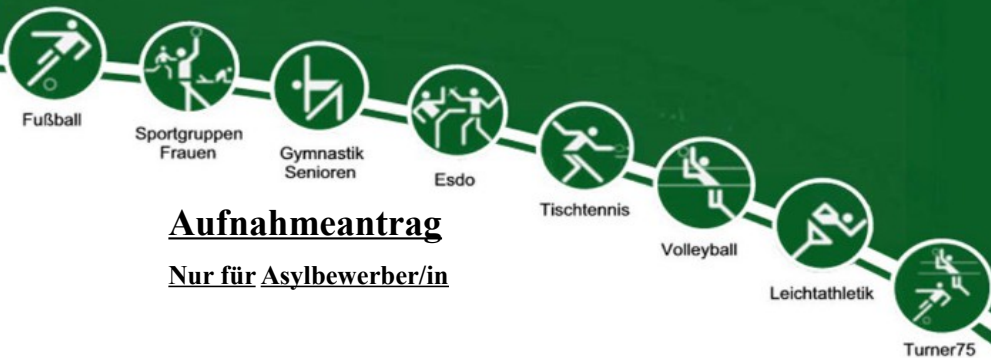 Fußball
Sportgruppen
Frauen
Gymnastik
Senioren
Esdo
Tischtennis
Volleyball
Leichtathletik
Turner75
Aufnahmeantrag
Nur für Asylbewerber/in